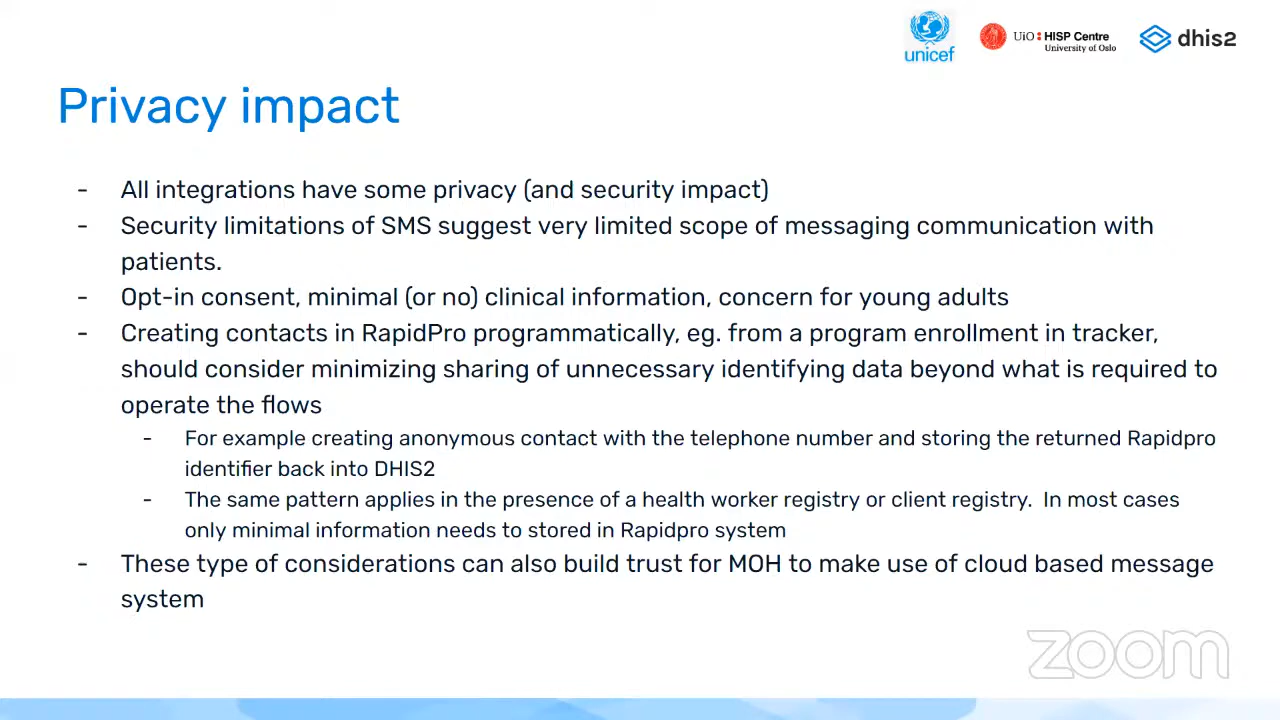 unicef
UiO: HISP Centre
University of Oslo
dhis2
Privacy impact
- All integrations have some privacy (and security impact)
- Security limitations of SMS suggest very limited scope of messaging communication with
patients.
- Opt-in consent, minimal (or no) clinical information, concern for young adults
- Creating contacts in RapidPro programmatically, eg. from a program enrollment in tracker,
should consider minimizing sharing of unnecessary identifying data beyond what is required to
operate the flows
- For example creating anonymous contact with the telephone number and storing the returned Rapidpro
identifier back into DHIS2
- The same pattern applies in the presence of a health worker registry or client registry. In most cases
only minimal information needs to stored in Rapidpro system
- These type of considerations can also build trust for MOH to make use of cloud based message
system
zoom